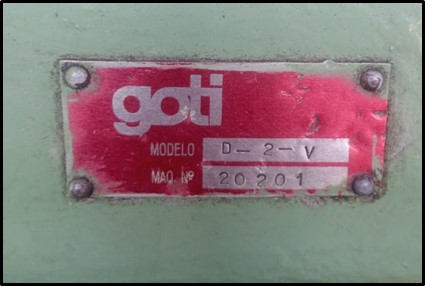 goti
MODELO D-2-V
MAQ. Nº 20201